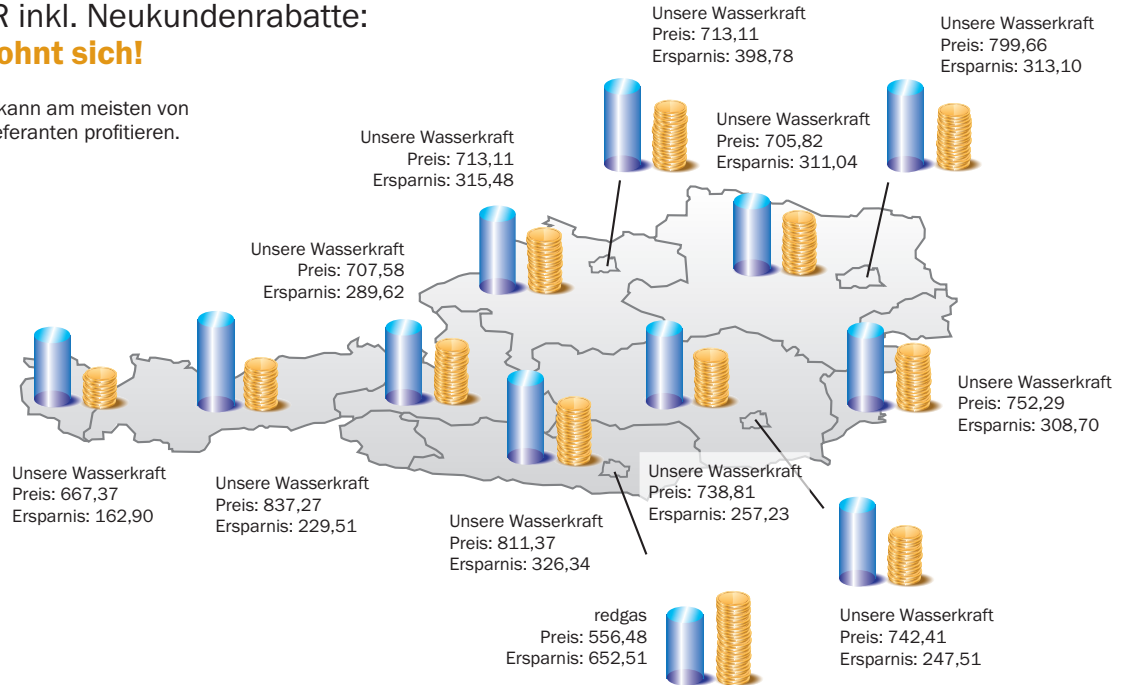 R inkl. Neukundenrabatte:
ohnt sich!
kann am meisten von
eferanten profitieren.
Unsere Wasserkraft
Preis: 713,11
Ersparnis: 398,78
Unsere Wasserkraft
Preis: 799,66
Ersparnis: 313,10
Unsere Wasserkraft
Preis: 705,82
Ersparnis: 311,04
Unsere Wasserkraft
Preis: 713,11
Ersparnis: 315,48
Unsere Wasserkraft
Preis: 707,58
Ersparnis: 289,62
Unsere Wasserkraft
Preis: 752,29
Ersparnis: 308,70
Unsere Wasserkraft
Preis: 667,37
Ersparnis: 162,90
Unsere Wasserkraft
Preis: 837,27
Ersparnis: 229,51
Unsere Wasserkraft
Preis: 811,37
Ersparnis: 326,34
Unsere Wasserkraft
Preis: 738,81
Ersparnis: 257,23
redgas
Preis: 556,48
Ersparnis: 652,51
Unsere Wasserkraft
Preis: 742,41
Ersparnis: 247,51